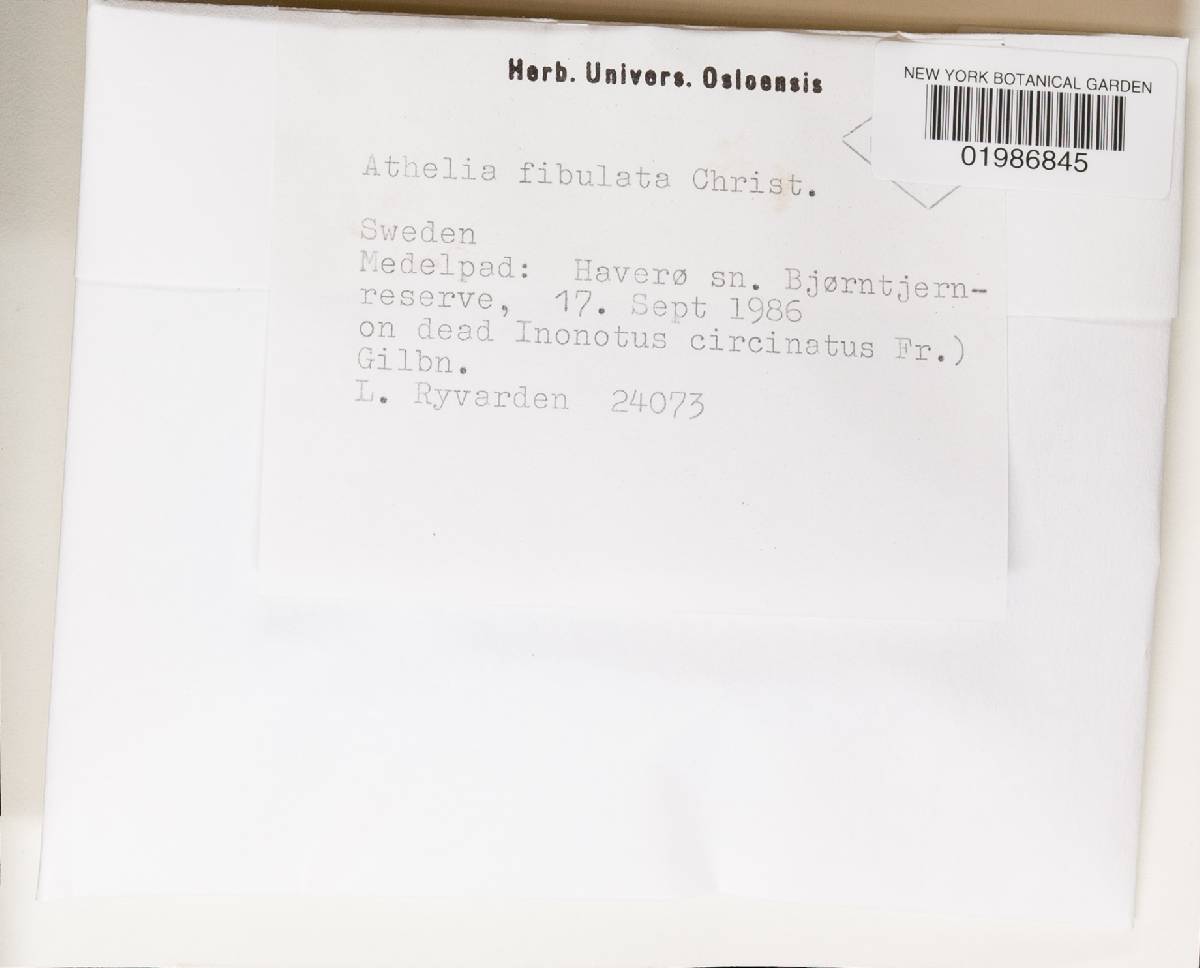 Herb. Univers. Osloensis
NEW YORK BOTANICAL GARDEN
01986845
Athelia fibulata Christ.
Sweden
Medelpad: Haverø sn. Bjørntjern-
reserve, 17. Sept 1986
on dead Inonotus circinatus Fr.)
Gilbn.
L. Ryvarden 24073